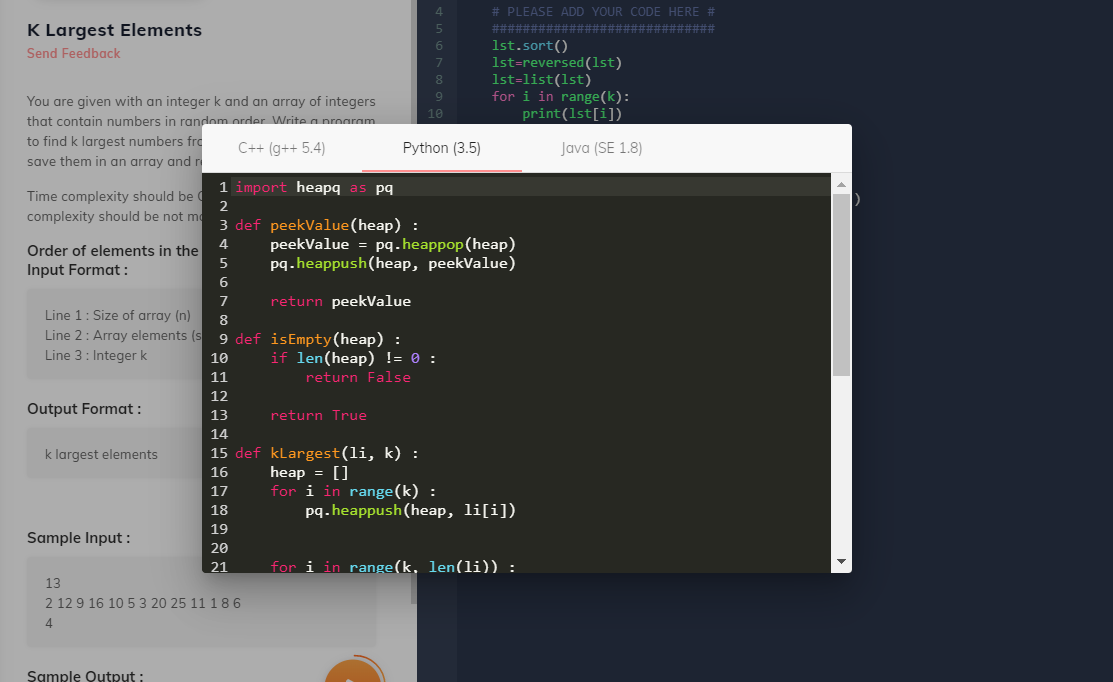 K Largest Elements
Send Feedback
You are given with an integer k and an array of integers
that contain numbers in random order. Write a program
to find k largest numbers
save them in an array and
Time complexity should be
complexity should be not
Order of elements in the
Input Format :
Line 1 : Size of array (n)
Line 2 : Array elements (s
Line 3 : Integer k
Output Format :
k largest elements
Sample Input :
13
2 12 9 16 10 5 3 20 25 11 1 8 6
4
Sample Output :
4 # PLEASE ADD YOUR CODE HERE #
5 #############################
6 lst.sort()
7 lst=reversed(lst)
8 lst=list(lst)
9 for i in range(k):
10 print(lst[i])
)
C++ (g++ 5.4) Python (3.5) Java (SE 1.8)
1 import heapq as pq
2
3 def peekValue(heap) :
4 peekValue = pq.heappop(heap)
5 pq.heappush(heap, peekValue)
6
7 return peekValue
8
9 def isEmpty(heap) :
10 if len(heap) != 0 :
11 return False
12
13 return True
14
15 def kLargest(li, k) :
16 heap = []
17 for i in range(k) :
18 pq.heappush(heap, li[i])
19
20
21 for i in range(k, len(li)) :